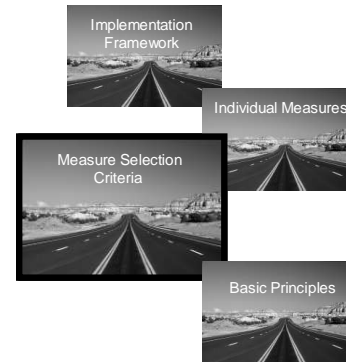 Implementation
Framework
Individual Measures
Measure Selection
Criteria
Basic Principles